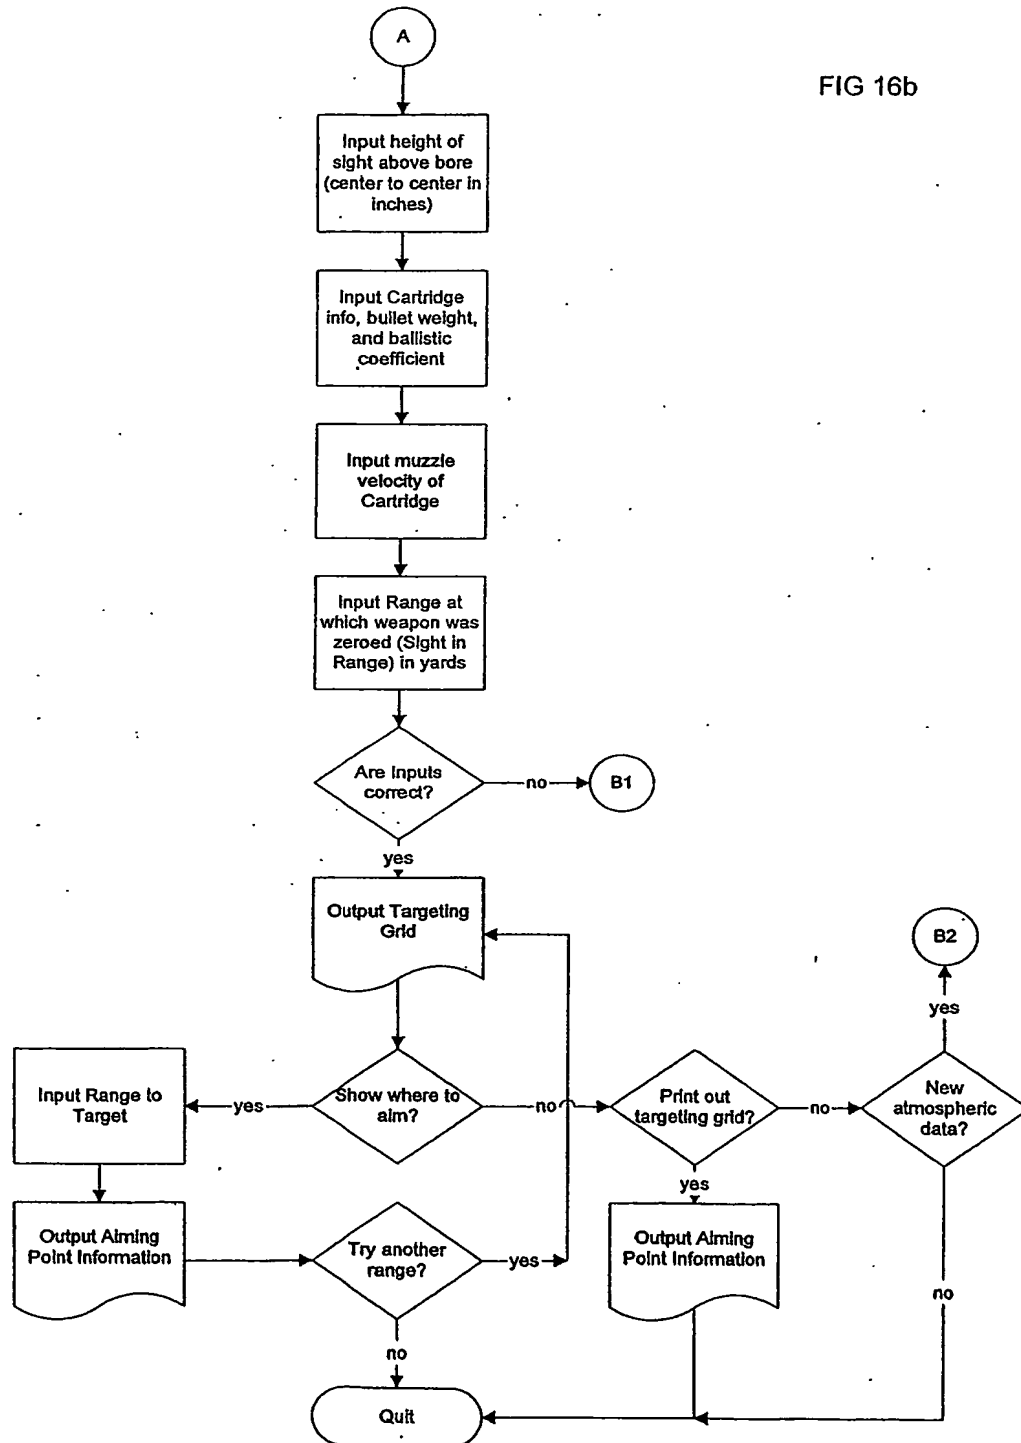 A
FIG 16b
Input height of
sight above bore
(center to center in
inches)
Input Cartridge
info, bullet weight,
and ballistic
coefficient
Input muzzle
velocity of
Cartridge
Input Range at
which weapon was
zeroed (Sight in
Range) in yards
Are Inputs
correct?
no
B1
yes
Output Targeting
Grid
B2
yes
Input Range to
Target
yes
Show where to
aim?
no
Print out
targeting grid?
no
New
atmospheric
data?
yes
Output Aiming
Point Information
Try another
range?
yes
Output Aiming
Point Information
no
no
Quit